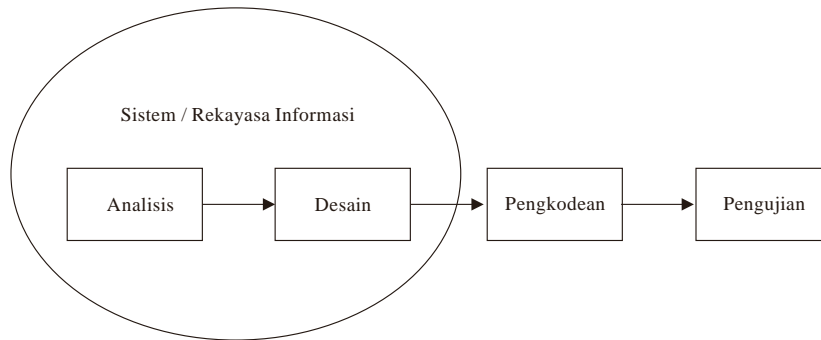 Sistem / Rekayasa Informasi
Analisis
Desain
Pengkodean
Pengujian